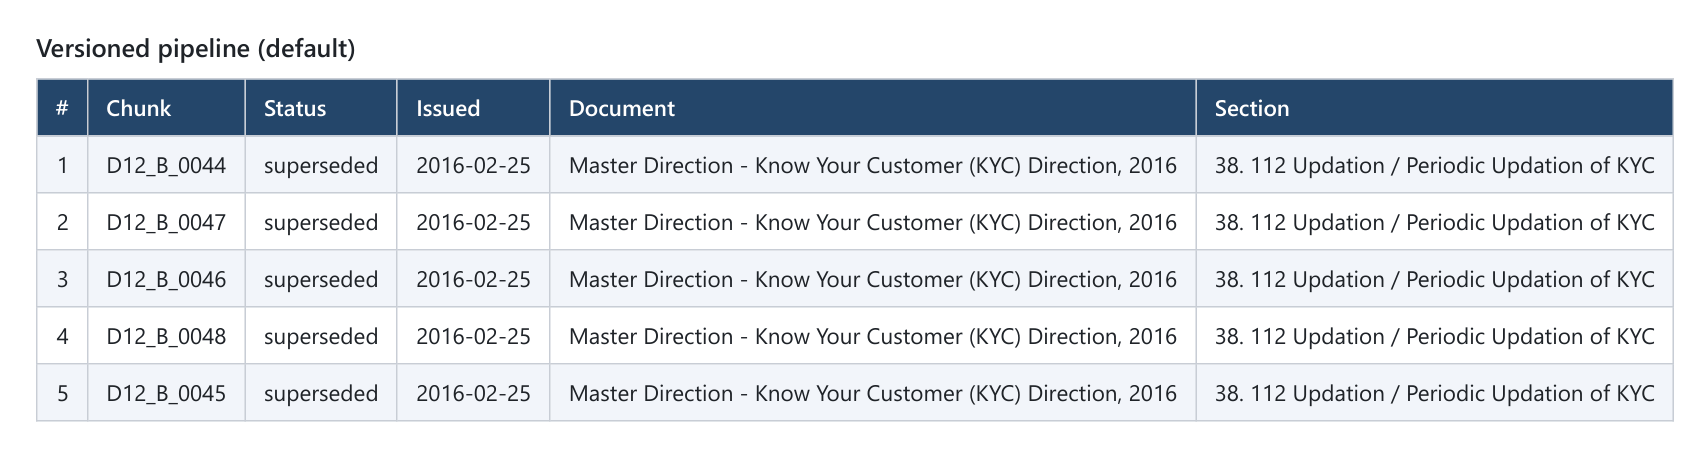 Versioned pipeline (default)
# Chunk Status Issued Document Section
1 D12_B_0044 superseded 2016-02-25 Master Direction - Know Your Customer (KYC) Direction, 2016 38. 112 Updation / Periodic Updation of KYC
2 D12_B_0047 superseded 2016-02-25 Master Direction - Know Your Customer (KYC) Direction, 2016 38. 112 Updation / Periodic Updation of KYC
3 D12_B_0046 superseded 2016-02-25 Master Direction - Know Your Customer (KYC) Direction, 2016 38. 112 Updation / Periodic Updation of KYC
4 D12_B_0048 superseded 2016-02-25 Master Direction - Know Your Customer (KYC) Direction, 2016 38. 112 Updation / Periodic Updation of KYC
5 D12_B_0045 superseded 2016-02-25 Master Direction - Know Your Customer (KYC) Direction, 2016 38. 112 Updation / Periodic Updation of KYC